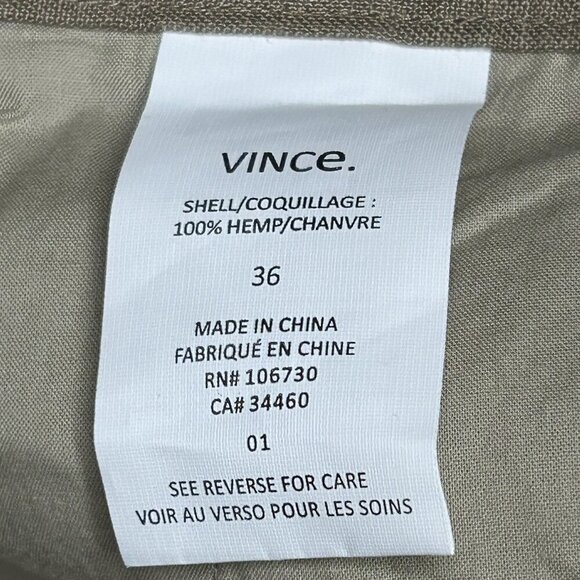 VINCE.
SHELL/COQUILLAGE :
100% HEMP/CHANVRE
36
MADE IN CHINA
FABRIQUÉ EN CHINE
RN# 106730
CA# 34460
01
SEE REVERSE FOR CARE
VOIR AU VERSO POUR LES SOINS